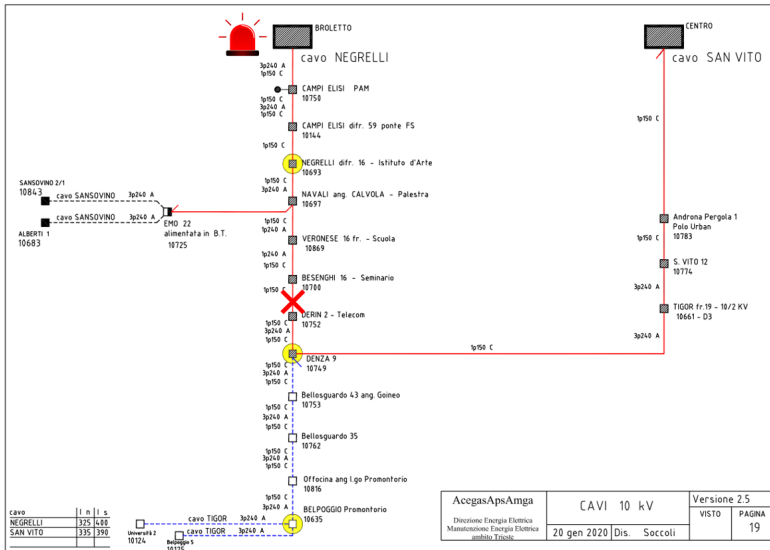 BROLETTO
cavo NEGRELLI
3p240 A
1p150 C
CAMPI ELISI PAM
10750
1p150 C
3p240 A
1p150 C
CAMPI ELISI difr. 59 ponte FS
10144
1p150 C
NEGRELLI difr. 16 - Istituto d'Arte
10693
1p150 C
3p240 A
NAVALI ang. CALVOLA - Palestra
10697
SANSOVINO 2/1
10843
cavo SANSOVINO 3p240 A
cavo SANSOVINO 3p240 A
ALBERTI 1
10683
EMO 22
alimentata in B.T.
10725
1p150 C
1p240 A
VERONESE 16 fr. - Scuola
10869
1p240 A
1p150 C
BESENGHI 16 - Seminario
10700
1p150 C
DERIN 2 - Telecom
10752
1p150 C
3p240 A
1p150 C
DENZA 9
10749
1p150 C
CENTRO
cavo SAN VITO
1p150 C
Androna Pergola 1
Polo Urban
10783
1p150 C
S. VITO 12
10774
3p240 A
TIGOR fr.19 - 10/2 KV
10661 - D3
3p240 A
1p150 C
3p240 A
1p150 C
Bellosguardo 43 ang. Goineo
10753
1p150 C
3p240 A
1p150 C
Bellosguardo 35
10762
1p150 C
3p240 A
1p150 C
Offocina ang l.go Promontorio
10816
1p150 C
3p240 A
BELPOGGIO Promontorio
10635
cavo TIGOR 3p240 A
Università 2
10124
cavo TIGOR 3p240 A
Belpoggio 5
cavo I n I s
NEGRELLI 325 400
SAN VITO 335 390
AcegasApsAmga
Direzione Energia Elettrica
Manutenzione Energia Elettrica
ambito Trieste
CAVI 10 kV
20 gen 2020 Dis. Soccoli
Versione 2.5
VISTO PAGINA
19